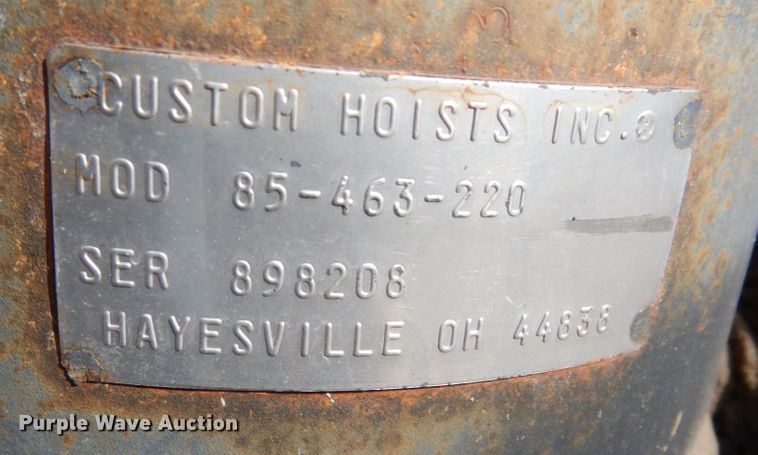 CUSTOM HOISTS INC.®
MOD 85-463-220
SER 898208
HAYESVILLE OH 44838
Purple Wave Auction